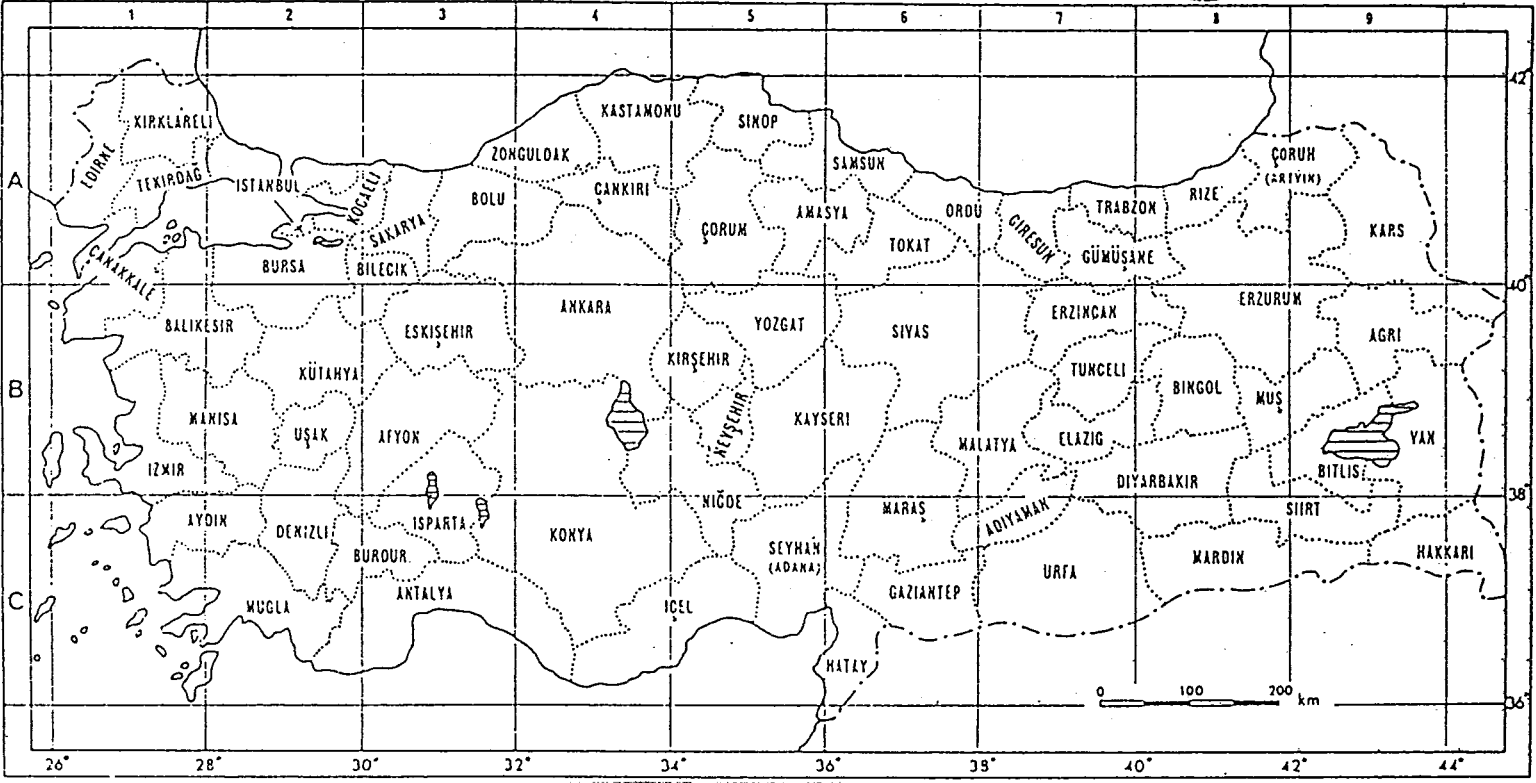 1 2 3 4 5 6 7 8 9
A
B
C
42°
40°
38°
36°
26° 28° 30° 32° 34° 36° 38° 40° 42° 44°
KIRKLARELI
EDIRNE
TEKIRDAĞ
ISTANBUL
KOCAELI
SAKARYA
BOLU
ZONGULDAK
KASTAMONU
ÇANKIRI
SINOP
SAMSUN
ÇORUM
AMASYA
TOKAT
ORDU
GIRESUN
TRABZON
GÜMÜŞANE
RIZE
ÇORUH
(ARTVIN)
KARS
ÇANAKKALE
BURSA
BILECIK
BALIKESIR
KÜTAHYA
ESKIŞEHIR
ANKARA
KIRŞEHIR
YOZGAT
SIVAS
ERZINCAN
ERZURUM
AGRI
TUNCELI
BINGOL
MUŞ
MANISA
UŞAK
AFYON
NEVŞEHIR
KAYSERI
MALATYA
ELAZIG
VAN
BITLIS
IZMIR
DIYARBAKIR
SIIRT
AYDIN
DENIZLI
ISPARTA
BURDUR
KONYA
NIĞDE
MARAŞ
ADIYAMAN
SEYHAN
(ADANA)
MUGLA
ANTALYA
IÇEL
GAZIANTEP
URFA
MARDIN
HAKKARI
HATAY
0 100 200 km